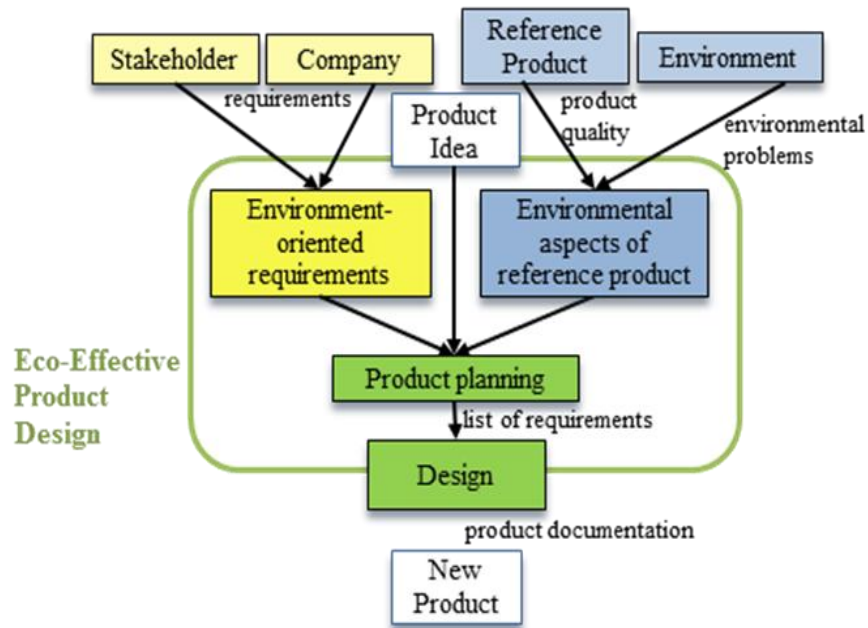 Stakeholder
Company
Reference
Product
Environment
requirements
Product
Idea
product
quality
environmental
problems
Environment-
oriented
requirements
Environmental
aspects of
reference product
Eco-Effective
Product
Design
Product planning
list of requirements
Design
product documentation
New
Product